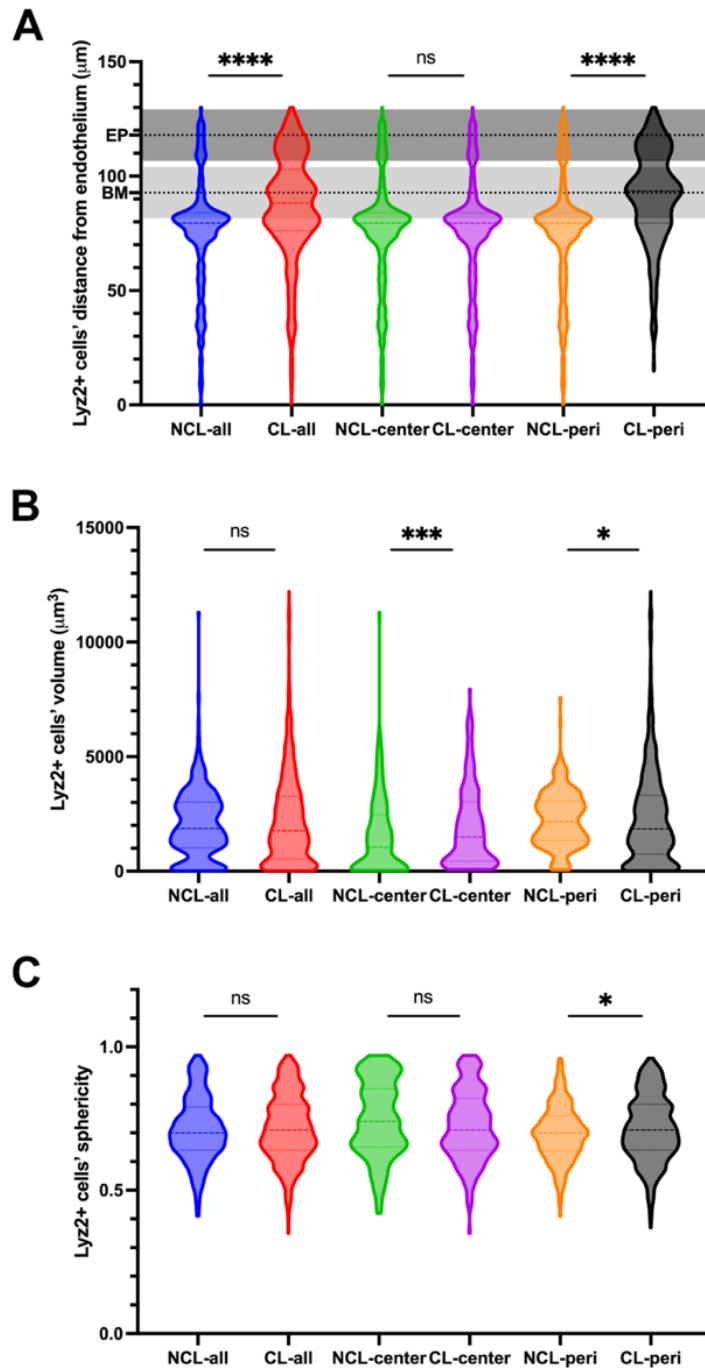 A
Lyz2+ cells' distance from endothelium (μm)
150
100
50
0
EP
BM
**** ns ****
NCL-all CL-all NCL-center CL-center NCL-peri CL-peri
B
Lyz2+ cells' volume (μm³)
15000
10000
5000
0
ns *** *
NCL-all CL-all NCL-center CL-center NCL-peri CL-peri
C
Lyz2+ cells' sphericity
1.0
0.5
0.0
ns ns *
NCL-all CL-all NCL-center CL-center NCL-peri CL-peri